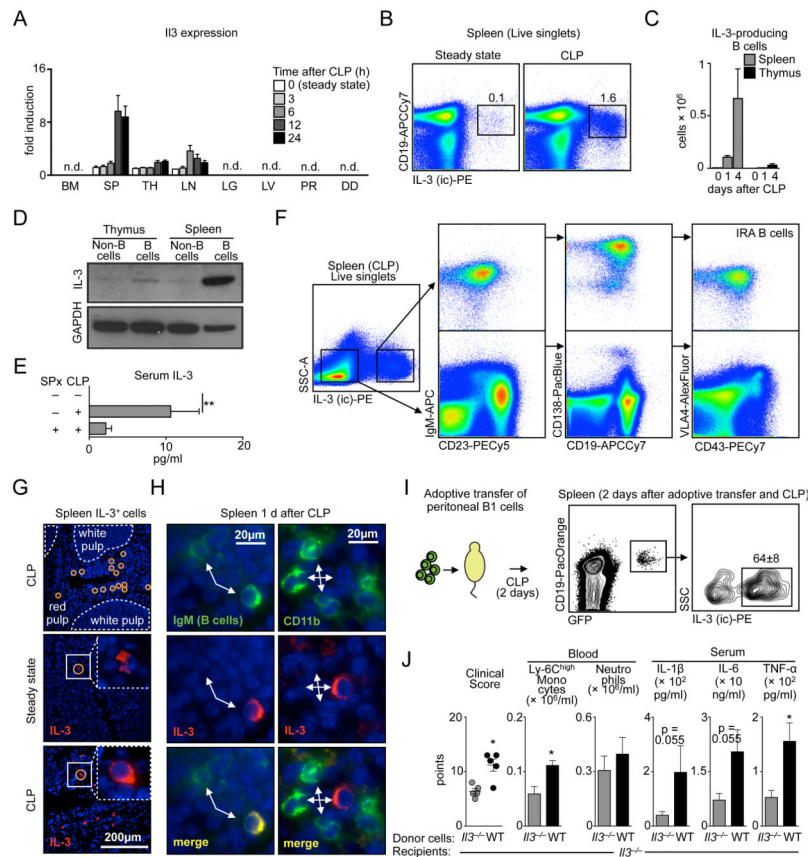 A
Il3 expression
fold induction
16
8
0
Time after CLP (h)
0 (steady state)
3
6
12
24
n.d.
n.d.
n.d.
n.d.
n.d.
BM
SP
TH
LN
LG
LV
PR
DD
B
Spleen (Live singlets)
Steady state
CLP
0.1
1.6
CD19-APCCy7
IL-3 (ic)-PE
C
IL-3-producing
B cells
Spleen
Thymus
cells × 10⁶
1
0.5
0
0 1 4
0 1 4
days after CLP
D
Thymus
Spleen
Non-B cells
B cells
Non-B cells
B cells
IL-3
GAPDH
E
Serum IL-3
SPx CLP
– –
– +
+ +
**
0
10
20
pg/ml
F
Spleen (CLP)
Live singlets
SSC-A
IL-3 (ic)-PE
IRA B cells
IgM-APC
CD23-PECy5
CD138-PacBlue
CD19-APCCy7
VLA4-AlexFluor
CD43-PECy7
G
Spleen IL-3⁺ cells
CLP
white pulp
red pulp
white pulp
Steady state
IL-3
CLP
200µm
IL-3
H
Spleen 1 d after CLP
20µm
20µm
IgM (B cells)
CD11b
IL-3
IL-3
merge
merge
I
Adoptive transfer of
peritoneal B1 cells
CLP
(2 days)
Spleen (2 days after adoptive transfer and CLP)
CD19-PacOrange
GFP
64±8
SSC
IL-3 (ic)-PE
J
Blood
Serum
Clinical
Score
Ly-6Chigh
Mono
cytes
(× 10⁶/ml)
Neutro
phils
(× 10⁶/ml)
IL-1β
(× 10²
pg/ml)
IL-6
(× 10
ng/ml)
TNF-α
(× 10²
pg/ml)
points
20
10
0
*
0.2
0.1
0
*
0.6
0.3
0
4
2
0
p =
0.055
3
2
1
0
p =
0.055
2
1
0
*
Donor cells:
Il3⁻/⁻ WT
Il3⁻/⁻ WT
Il3⁻/⁻ WT
Il3⁻/⁻ WT
Il3⁻/⁻ WT
Il3⁻/⁻ WT
Recipients:
Il3⁻/⁻